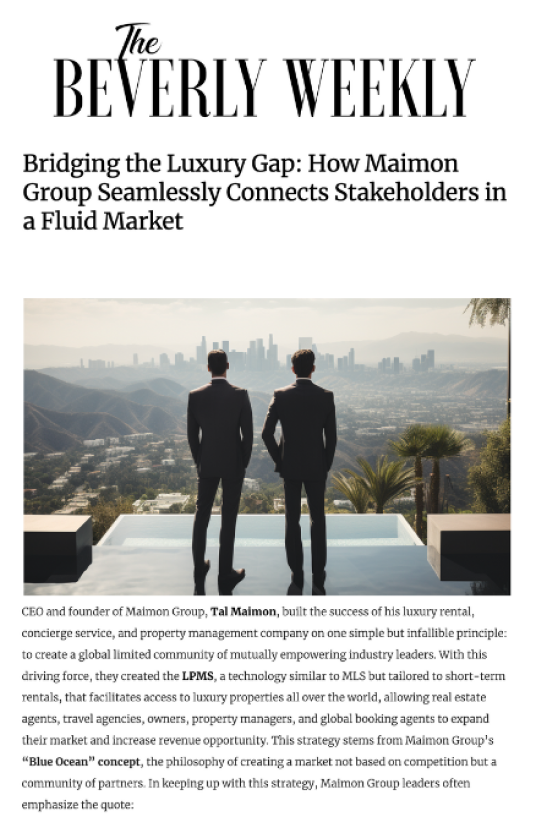 The
BEVERLY WEEKLY
Bridging the Luxury Gap: How Maimon
Group Seamlessly Connects Stakeholders in
a Fluid Market
CEO and founder of Maimon Group, Tal Maimon, built the success of his luxury rental,
concierge service, and property management company on one simple but infallible principle:
to create a global limited community of mutually empowering industry leaders. With this
driving force, they created the LPMS, a technology similar to MLS but tailored to short-term
rentals, that facilitates access to luxury properties all over the world, allowing real estate
agents, travel agencies, owners, property managers, and global booking agents to expand
their market and increase revenue opportunity. This strategy stems from Maimon Group's
“Blue Ocean” concept, the philosophy of creating a market not based on competition but a
community of partners. In keeping up with this strategy, Maimon Group leaders often
emphasize the quote: